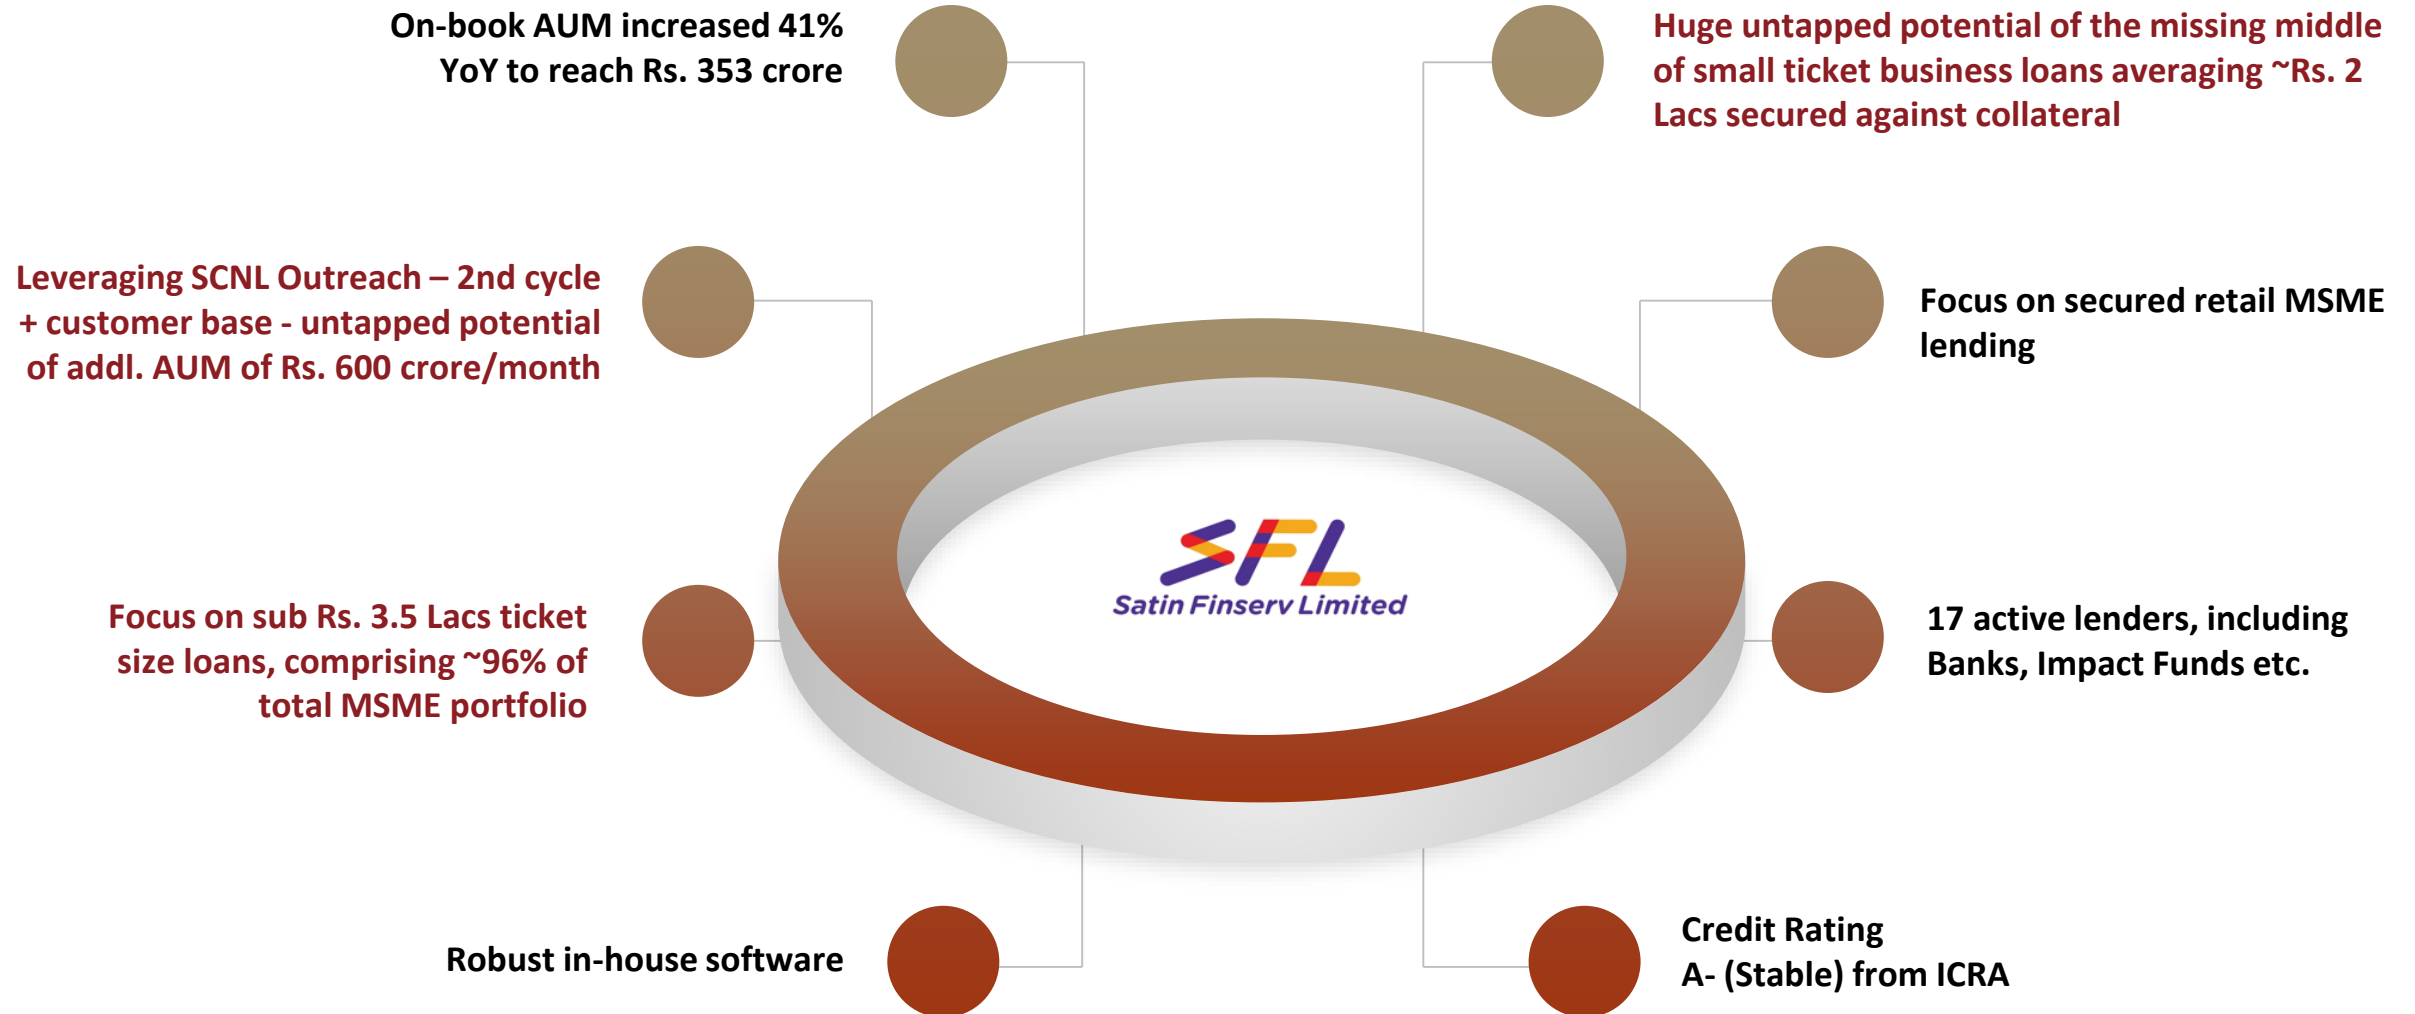 On-book AUM increased 41%
YoY to reach Rs. 353 crore
Huge untapped potential of the missing middle
of small ticket business loans averaging ~Rs. 2
Lacs secured against collateral
Leveraging SCNL Outreach – 2nd cycle
+ customer base - untapped potential
of addl. AUM of Rs. 600 crore/month
Focus on secured retail MSME
lending
SFL
Satin Finserv Limited
Focus on sub Rs. 3.5 Lacs ticket
size loans, comprising ~96% of
total MSME portfolio
17 active lenders, including
Banks, Impact Funds etc.
Robust in-house software
Credit Rating
A- (Stable) from ICRA